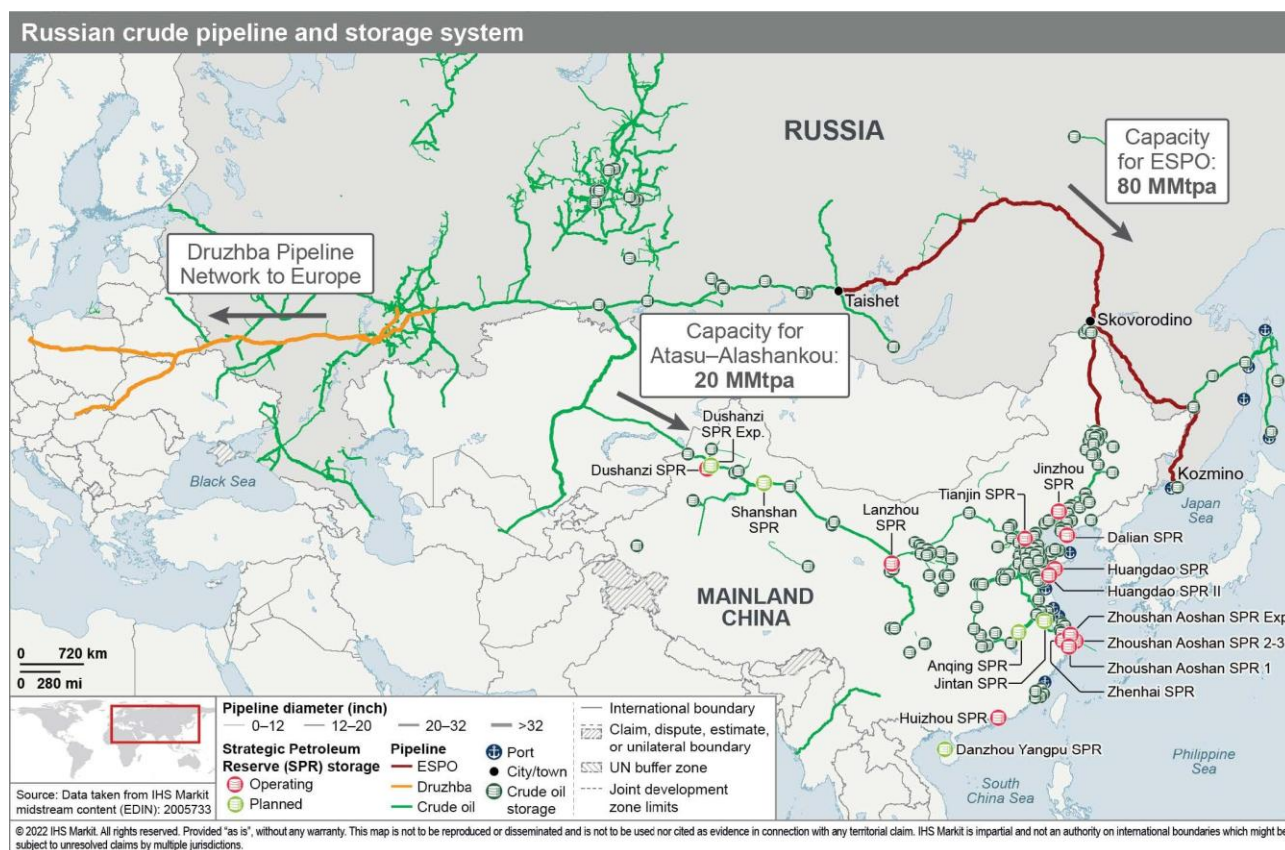 Russian crude pipeline and storage system
RUSSIA
Capacity
for ESPO:
80 MMtpa
Druzhba Pipeline
Network to Europe
Taishet
Skovorodino
Capacity for
Atasu–Alashankou:
20 MMtpa
Dushanzi
SPR Exp.
Dushanzi SPR
Black Sea
Shanshan
SPR
Lanzhou
SPR
Tianjin SPR
Jinzhou
SPR
Kozmino
Japan
Sea
Dalian SPR
Huangdao SPR
Huangdao SPR II
MAINLAND
CHINA
Zhoushan Aoshan SPR Exp
Zhoushan Aoshan SPR 2-3
Zhoushan Aoshan SPR 1
Zhenhai SPR
Anqing SPR
Jintan SPR
Huizhou SPR
Danzhou Yangpu SPR
South
China Sea
Philippine
Sea
0 720 km
0 280 mi
Pipeline diameter (inch)
0–12 12–20 20–32 >32
Strategic Petroleum
Reserve (SPR) storage
Operating
Planned
Pipeline
ESPO
Druzhba
Crude oil
Port
City/town
Crude oil
storage
International boundary
Claim, dispute, estimate,
or unilateral boundary
UN buffer zone
Joint development
zone limits
Source: Data taken from IHS Markit
midstream content (EDIN): 2005733
© 2022 IHS Markit. All rights reserved. Provided “as is”, without any warranty. This map is not to be reproduced or disseminated and is not to be used nor cited as evidence in connection with any territorial claim. IHS Markit is impartial and not an authority on international boundaries which might be
subject to unresolved claims by multiple jurisdictions.